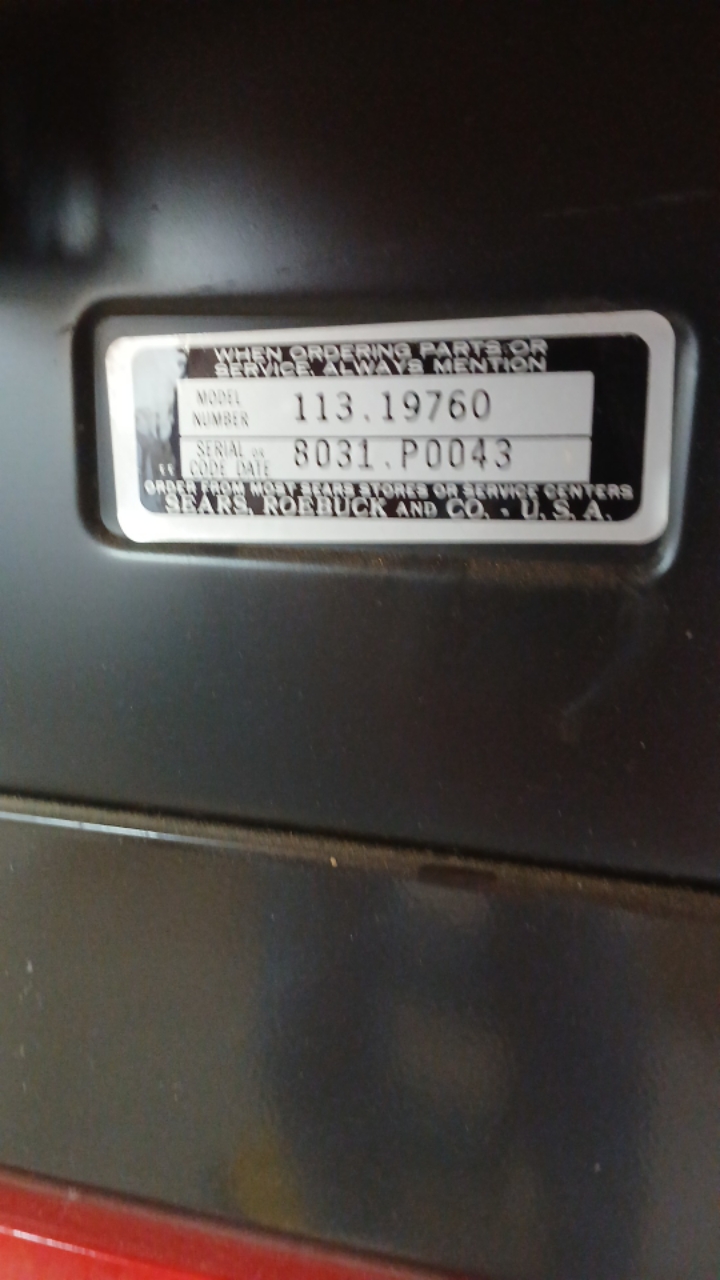 WHEN ORDERING PARTS OR
SERVICE, ALWAYS MENTION
MODEL
NUMBER 113.19760
SERIAL OR
CODE DATE 8031.P0043
ORDER FROM MOST SEARS STORES OR SERVICE CENTERS
SEARS, ROEBUCK AND CO. - U.S.A.